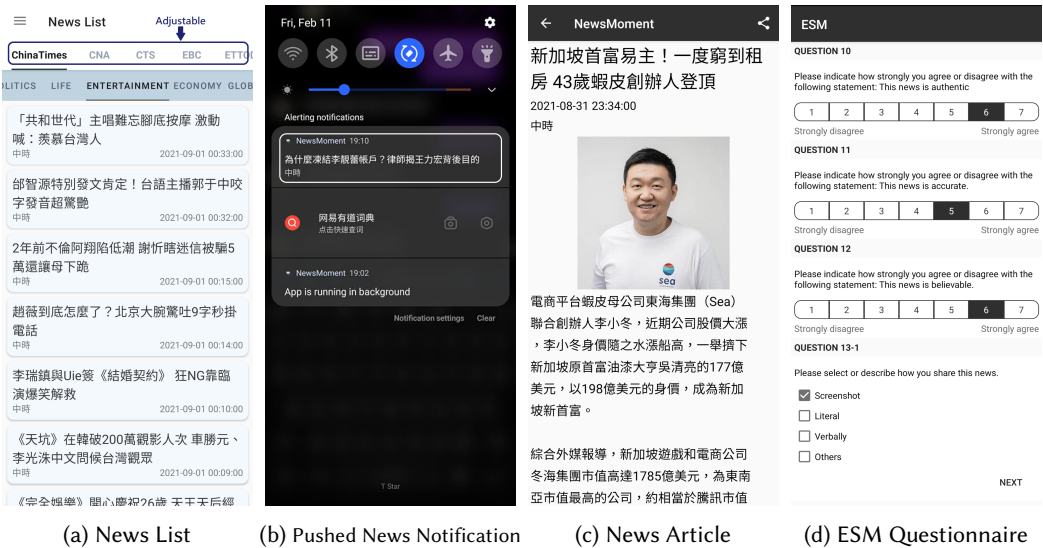 News List
Adjustable
ChinaTimes CNA CTS EBC ETTO
OLITICS LIFE ENTERTAINMENT ECONOMY GLOB
「共和世代」主唱難忘腳底按摩 激動
喊：羨慕台灣人
中時 2021-09-01 00:33:00
邰智源特別發文肯定！台語主播郭于中咬
字發音超驚艷
中時 2021-09-01 00:32:00
2年前不倫阿翔陷低潮 謝忻瞎迷信被騙5
萬還讓母下跪
中時 2021-09-01 00:15:00
趙薇到底怎麼了？北京大腕驚吐9字秒掛
電話
中時 2021-09-01 00:14:00
李瑞鎮與Uie簽《結婚契約》 狂NG靠臨
演爆笑解救
中時 2021-09-01 00:10:00
《天坑》在韓破200萬觀影人次 車勝元、
李光洙中文問候台灣觀眾
中時 2021-09-01 00:09:00
《完全娛樂》開心慶祝26歲 天王天后經
(a) News List
Fri, Feb 11
Alerting notifications
NewsMoment 19:10
為什麼凍結李靚蕾帳戶？律師揭王力宏背後目的
中時
网易有道词典
点击快速查词
NewsMoment 19:02
App is running in background
Notification settings Clear
T Star
(b) Pushed News Notification
NewsMoment
新加坡首富易主！一度窮到租
房 43歲蝦皮創辦人登頂
2021-08-31 23:34:00
中時
sea
電商平台蝦皮母公司東海集團（Sea）
聯合創辦人李小冬，近期公司股價大漲
，李小冬身價隨之水漲船高，一舉擠下
新加坡原首富油漆大亨吳清亮的177億
美元，以198億美元的身價，成為新加
坡新首富。
綜合外媒報導，新加坡遊戲和電商公司
冬海集團市值高達1785億美元，為東南
亞市值最高的公司，約相當於騰訊市值
(c) News Article
ESM
QUESTION 10
Please indicate how strongly you agree or disagree with the
following statement: This news is authentic
1 2 3 4 5 6 7
Strongly disagree Strongly agree
QUESTION 11
Please indicate how strongly you agree or disagree with the
following statement: This news is accurate.
1 2 3 4 5 6 7
Strongly disagree Strongly agree
QUESTION 12
Please indicate how strongly you agree or disagree with the
following statement: This news is believable.
1 2 3 4 5 6 7
Strongly disagree Strongly agree
QUESTION 13-1
Please select or describe how you share this news.
Screenshot
Literal
Verbally
Others
NEXT
(d) ESM Questionnaire